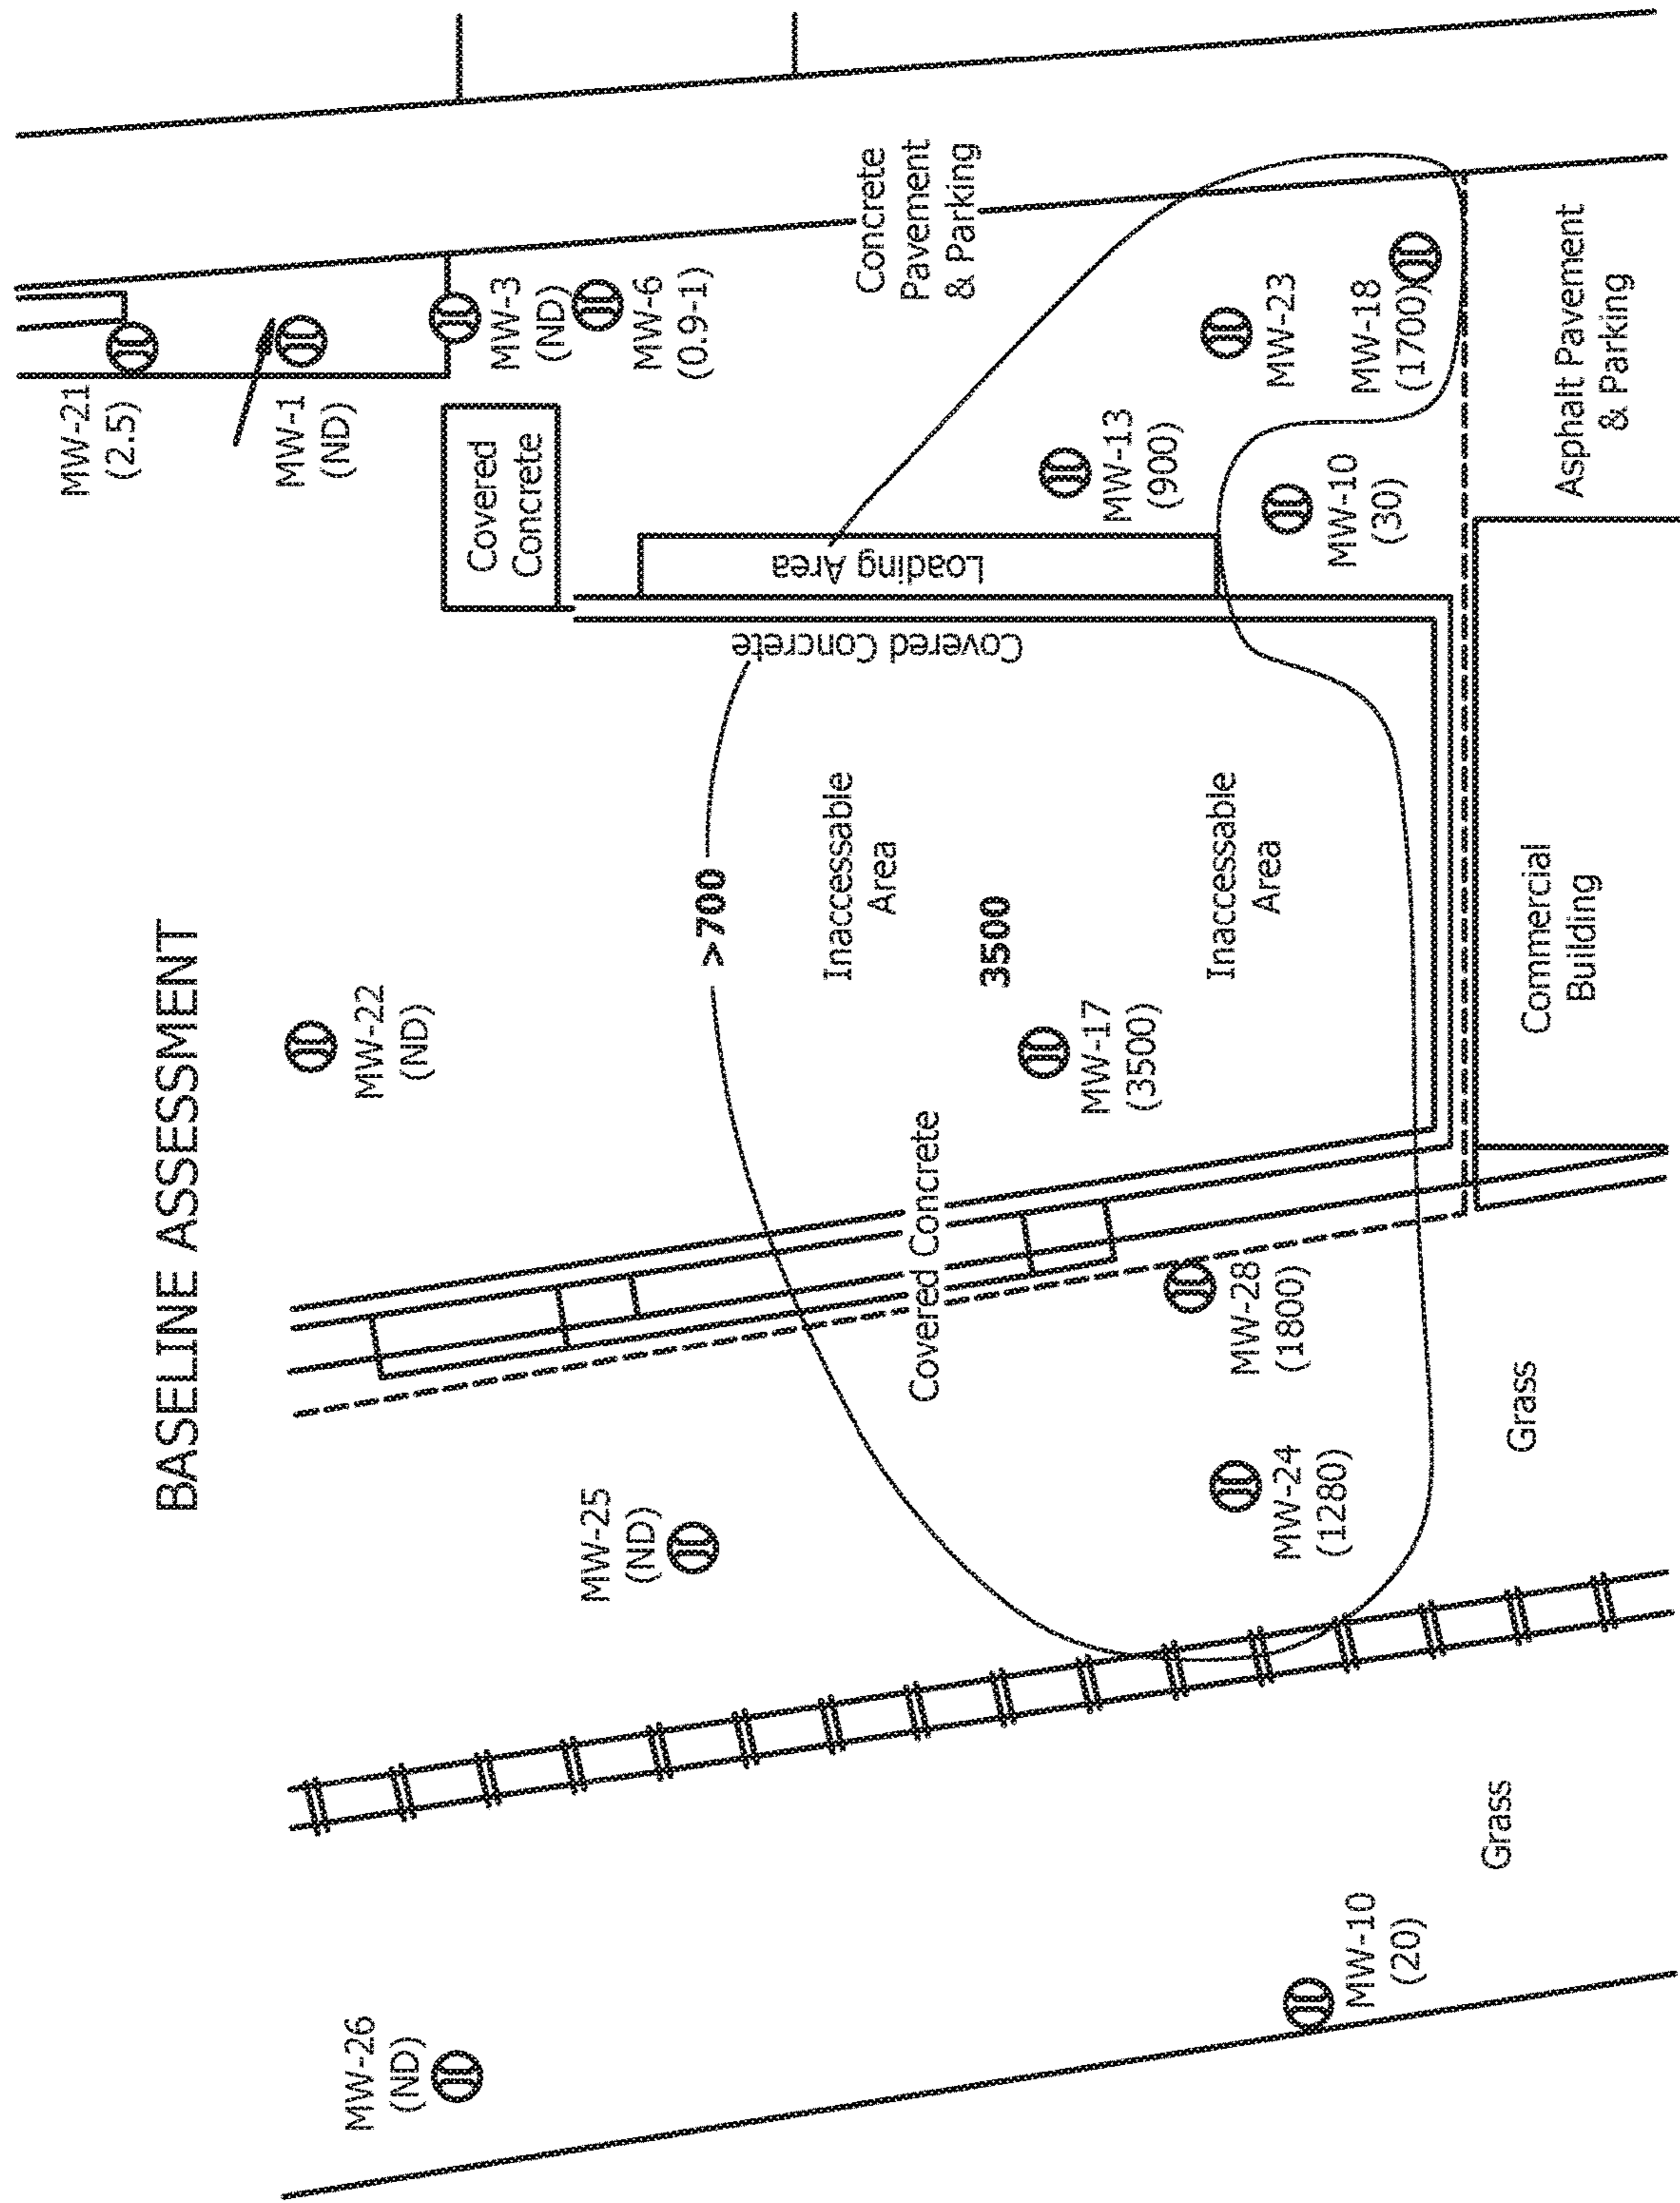 BASELINE ASSESSMENT
MW-26
(ND)
MW-25
(ND)
MW-22
(ND)
MW-21
(2.5)
MW-1
(ND)
MW-3
(ND)
MW-6
(0.9-1)
Covered
Concrete
Concrete
Pavement
& Parking
>700
Covered Concrete
Loading Area
Inaccessable
Area
3500
Inaccessable
Area
Covered Concrete
MW-17
(3500)
MW-13
(900)
MW-23
MW-18
(1700)
MW-10
(30)
MW-28
(1800)
MW-24
(1280)
MW-10
(20)
Grass
Grass
Commercial
Building
Asphalt Pavement
& Parking